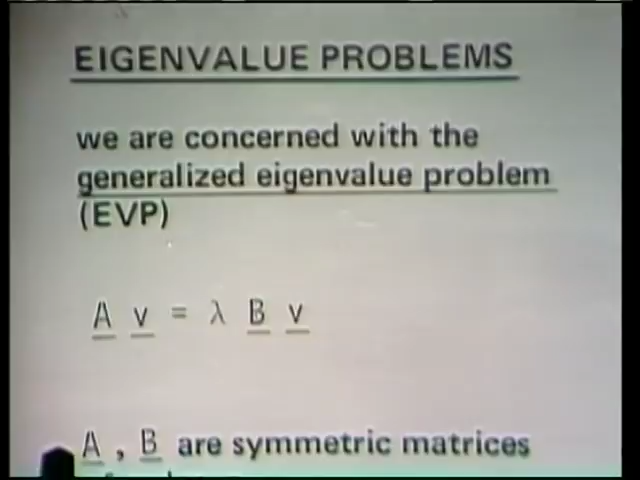 EIGENVALUE PROBLEMS
we are concerned with the
generalized eigenvalue problem
(EVP)
A v = λ B v
A , B are symmetric matrices